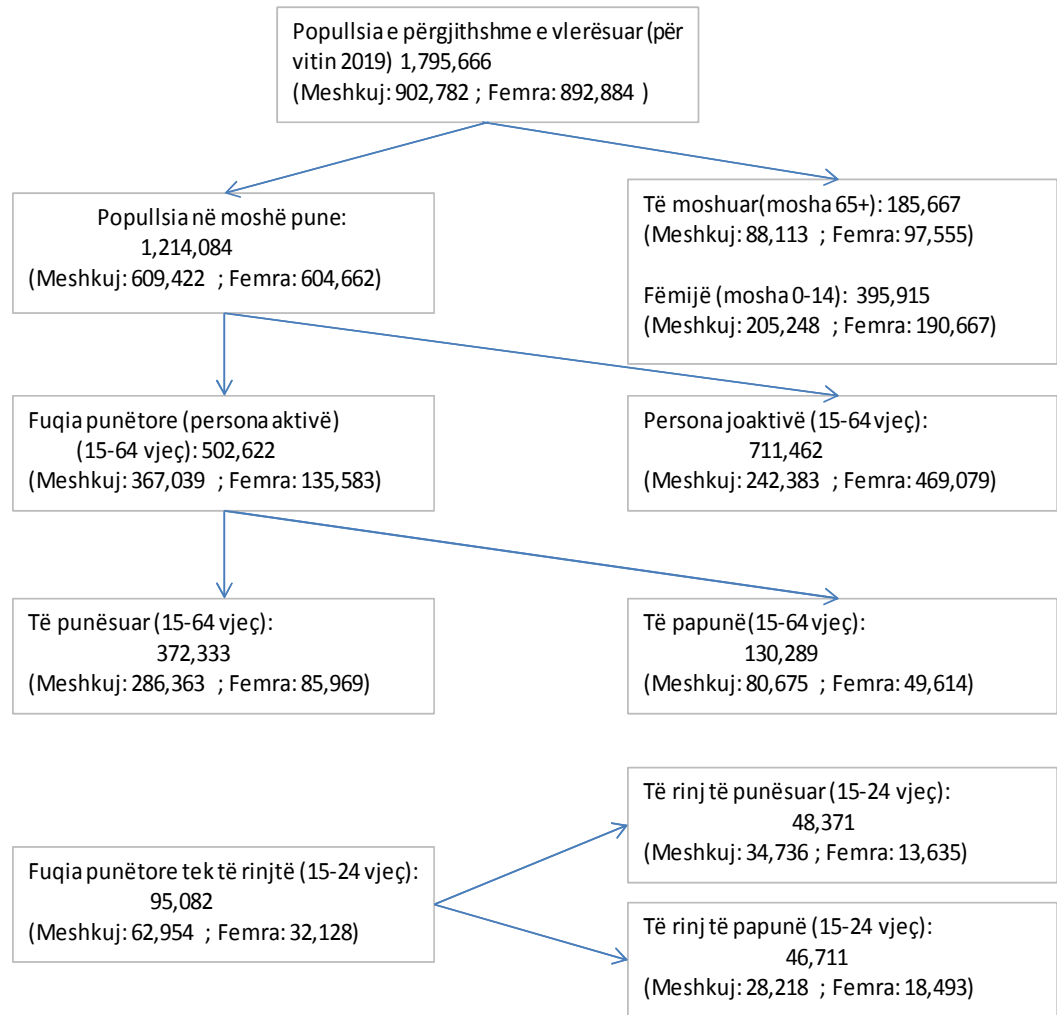 Popullsia e përgjithshme e vlerësuar (për
vitin 2019) 1,795,666
(Meshkuj: 902,782 ; Femra: 892,884 )
Popullsia në moshë pune:
1,214,084
(Meshkuj: 609,422 ; Femra: 604,662)
Të moshuar(mosha 65+): 185,667
(Meshkuj: 88,113 ; Femra: 97,555)
Fëmijë (mosha 0-14): 395,915
(Meshkuj: 205,248 ; Femra: 190,667)
Fuqia punëtore (persona aktivë)
(15-64 vjeç): 502,622
(Meshkuj: 367,039 ; Femra: 135,583)
Persona joaktivë (15-64 vjeç):
711,462
(Meshkuj: 242,383 ; Femra: 469,079)
Të punësuar (15-64 vjeç):
372,333
(Meshkuj: 286,363 ; Femra: 85,969)
Të papunë (15-64 vjeç):
130,289
(Meshkuj: 80,675 ; Femra: 49,614)
Fuqia punëtore tek të rinjtë (15-24 vjeç):
95,082
(Meshkuj: 62,954 ; Femra: 32,128)
Të rinj të punësuar (15-24 vjeç):
48,371
(Meshkuj: 34,736 ; Femra: 13,635)
Të rinj të papunë (15-24 vjeç):
46,711
(Meshkuj: 28,218 ; Femra: 18,493)